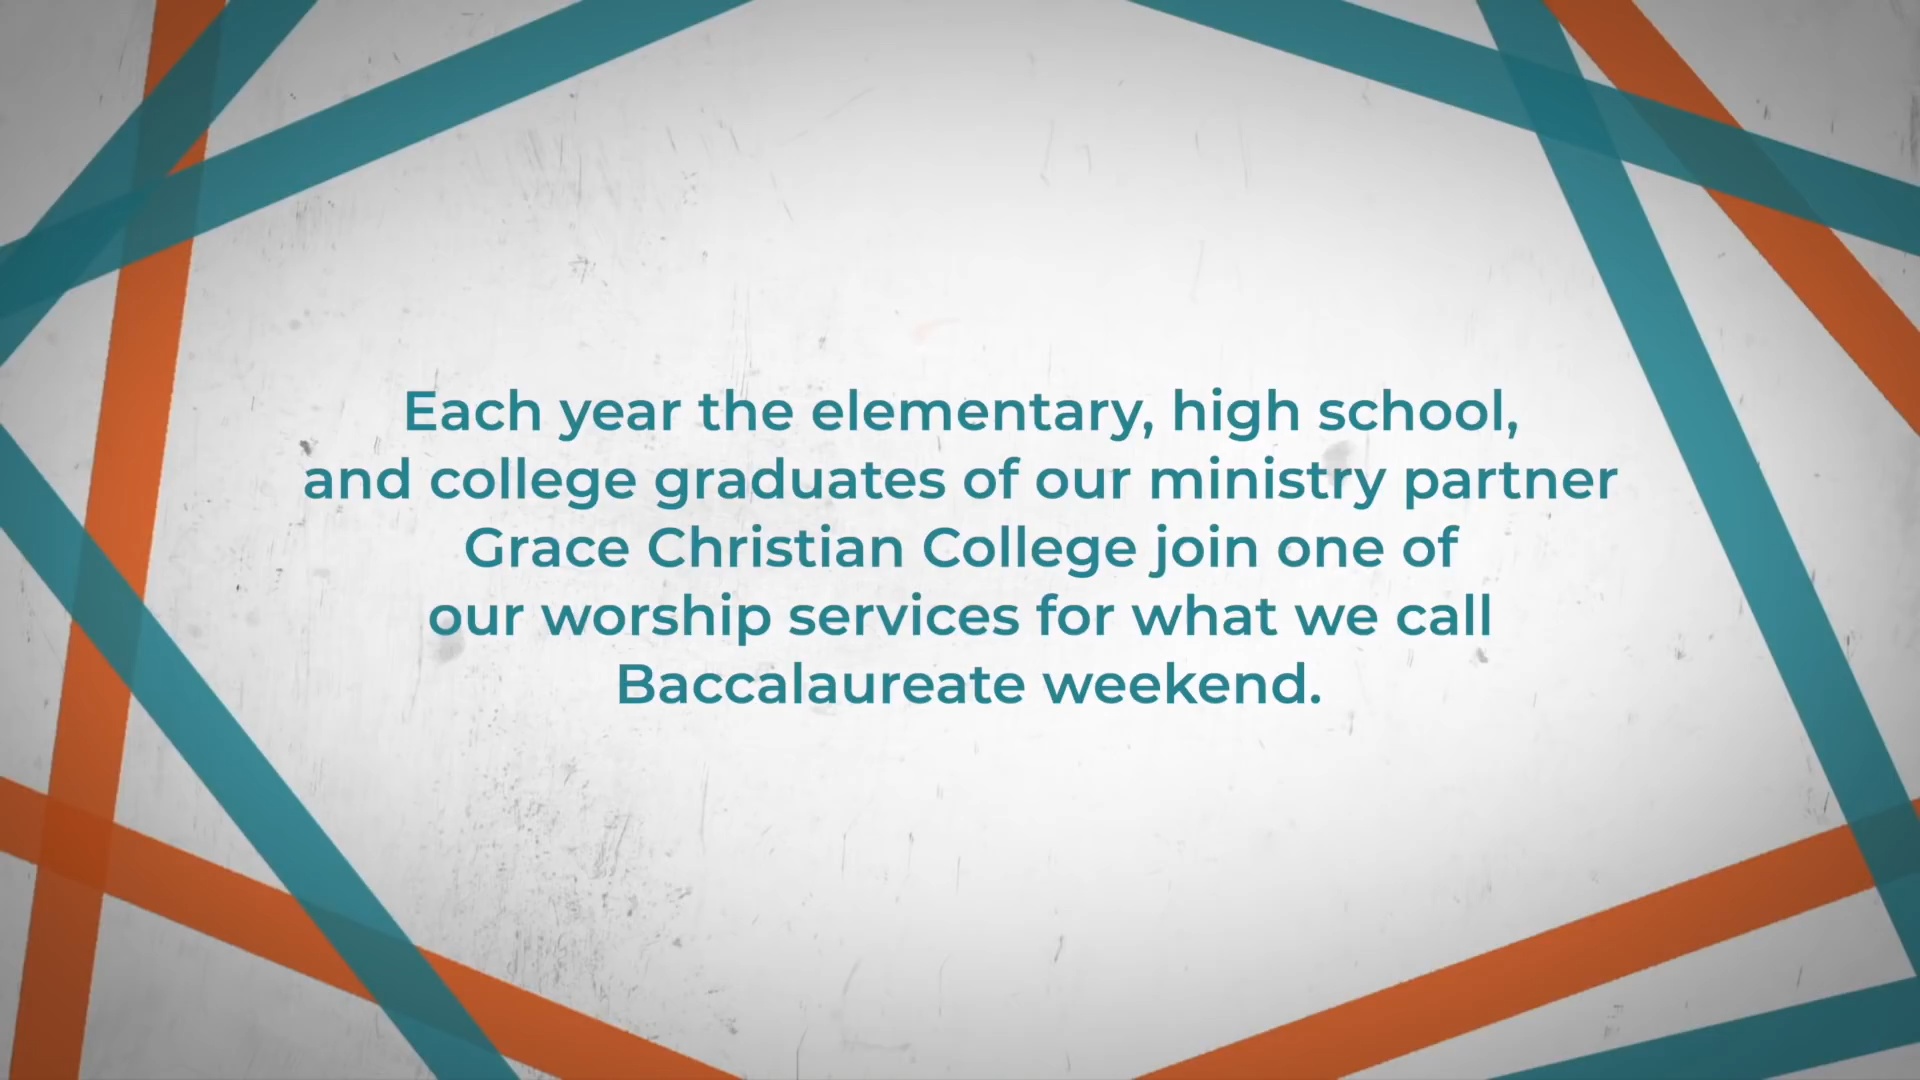 Each year the elementary, high school,
and college graduates of our ministry partner
Grace Christian College join one of
our worship services for what we call
Baccalaureate weekend.